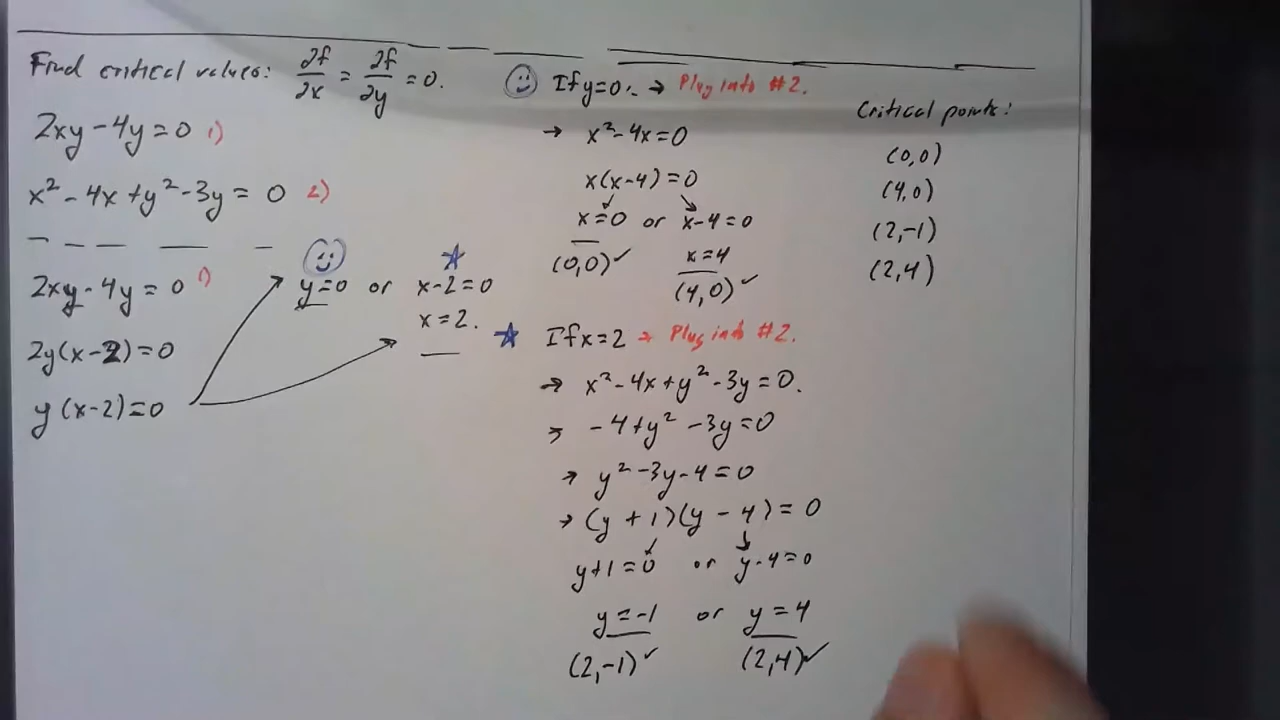 Find critical values: ∂f/∂x = ∂f/∂y = 0.
2xy - 4y = 0 1)
x² - 4x + y² - 3y = 0 2)
2xy - 4y = 0 1)
2y(x-2) = 0
y(x-2) = 0
y=0 or x-2=0
x=2.
If y=0: → Plug into #2.
→ x² - 4x = 0
x(x-4) = 0
x=0 or x-4=0
(0,0) ✓ x=4
(4,0) ✓
If x=2 → Plug into #2.
→ x² - 4x + y² - 3y = 0.
→ -4 + y² - 3y = 0
→ y² - 3y - 4 = 0
→ (y + 1)(y - 4) = 0
y+1=0 or y-4=0
y=-1 or y=4
(2,-1) ✓ (2,4) ✓
Critical points:
(0,0)
(4,0)
(2,-1)
(2,4)